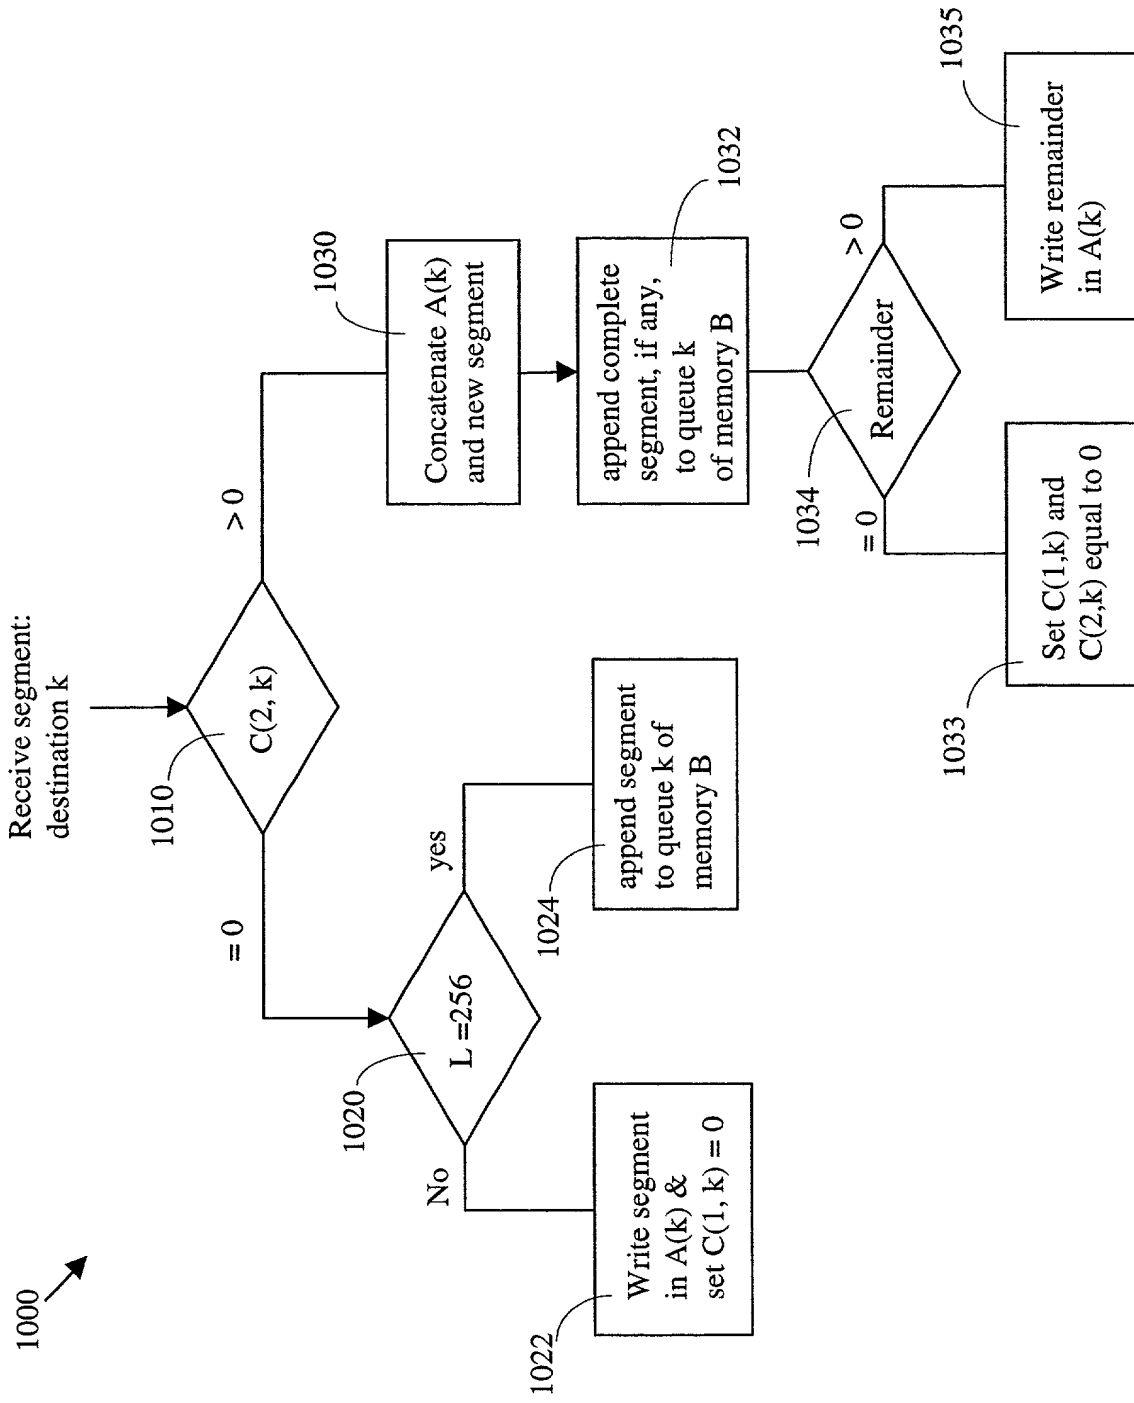 1000
Receive segment:
destination k
1010
C(2, k)
= 0
> 0
1020
L =256
No
yes
1022
Write segment
in A(k) &
set C(1, k) = 0
1024
append segment
to queue k of
memory B
1030
Concatenate A(k)
and new segment
1032
append complete
segment, if any,
to queue k
of memory B
1034
Remainder
= 0
> 0
1033
Set C(1,k) and
C(2,k) equal to 0
1035
Write remainder
in A(k)